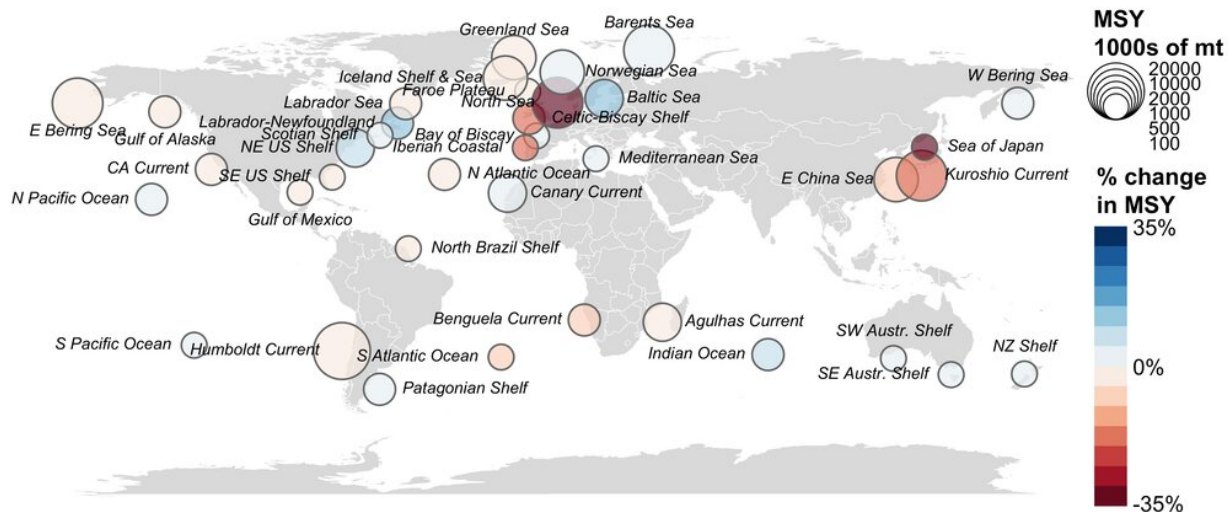 Barents Sea
Greenland Sea
MSY
1000s of mt
20000
10000
2000
1000
500
100
Iceland Shelf & Sea
Norwegian Sea
W Bering Sea
Faroe Plateau
Labrador Sea
North Sea
Baltic Sea
E Bering Sea
Gulf of Alaska
Labrador-Newfoundland
Celtic-Biscay Shelf
Scotian Shelf
Bay of Biscay
NE US Shelf
Iberian Coastal
Sea of Japan
Mediterranean Sea
CA Current
SE US Shelf
N Atlantic Ocean
E China Sea
Kuroshio Current
N Pacific Ocean
Canary Current
Gulf of Mexico
% change
in MSY
35%
North Brazil Shelf
Benguela Current
Agulhas Current
SW Austr. Shelf
S Pacific Ocean
Humboldt Current
S Atlantic Ocean
Indian Ocean
NZ Shelf
SE Austr. Shelf
0%
Patagonian Shelf
-35%